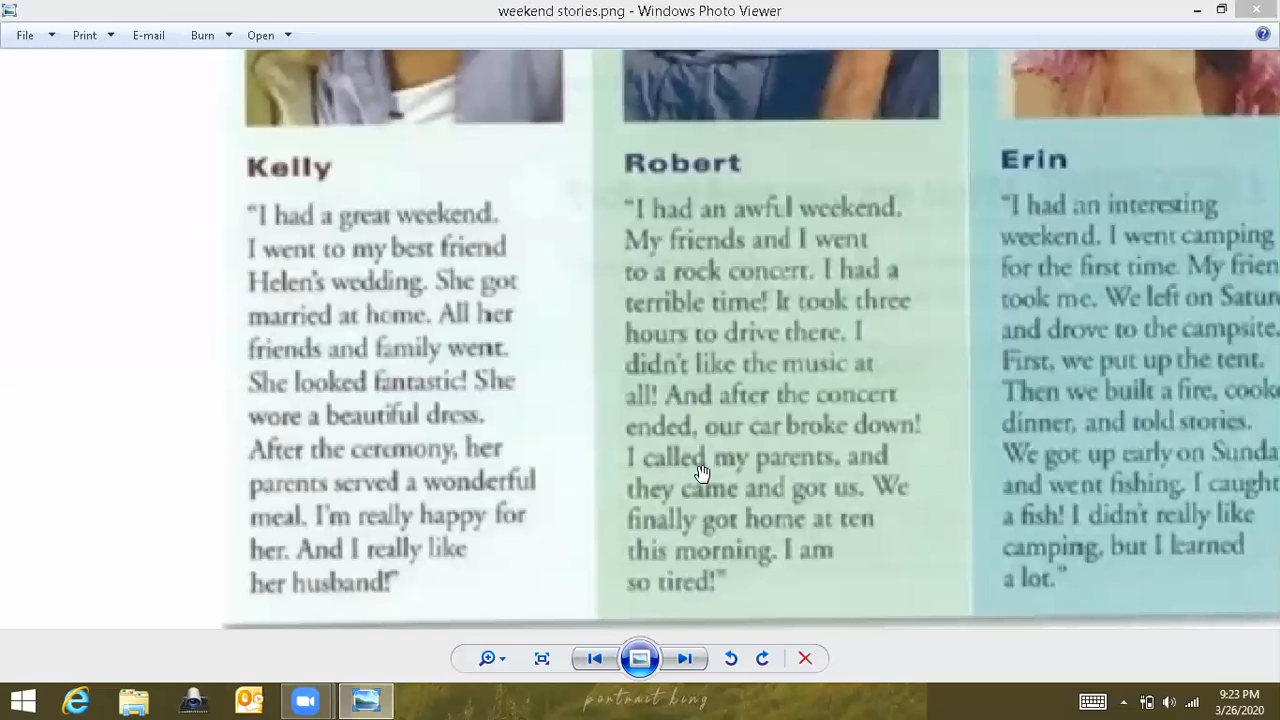 weekend stories.png - Windows Photo Viewer
File Print E-mail Burn Open
Kelly
"I had a great weekend.
I went to my best friend
Helen's wedding. She got
married at home. All her
friends and family went.
She looked fantastic! She
wore a beautiful dress.
After the ceremony, her
parents served a wonderful
meal. I'm really happy for
her. And I really like
her husband!"
Robert
"I had an awful weekend.
My friends and I went
to a rock concert. I had a
terrible time! It took three
hours to drive there. I
didn't like the music at
all! And after the concert
ended, our car broke down!
I called my parents, and
they came and got us. We
finally got home at ten
this morning. I am
so tired!"
Erin
"I had an interesting
weekend. I went camping
for the first time. My frien
took me. We left on Satur
and drove to the campsite.
First, we put up the tent.
Then we built a fire, cooke
dinner, and told stories.
We got up early on Sunda
and went fishing. I caught
a fish! I didn't really like
camping, but I learned
a lot."
portrait king
9:23 PM
3/26/2020